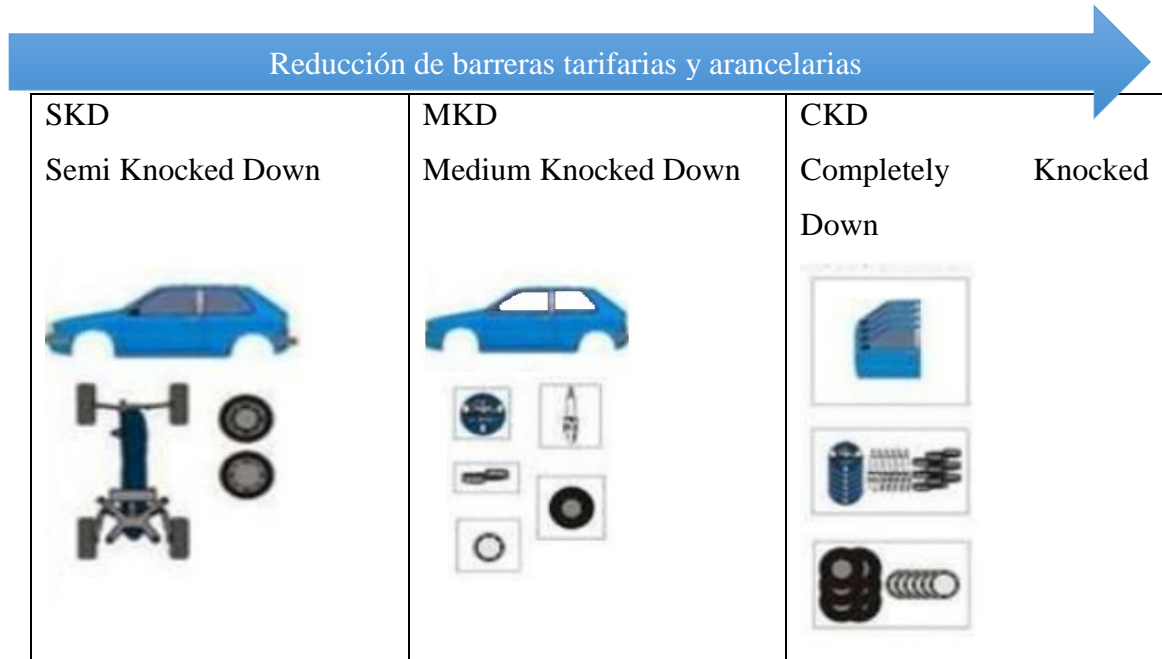 Reducción de barreras tarifarias y arancelarias
SKD
Semi Knocked Down
MKD
Medium Knocked Down
CKD
Completely Knocked
Down